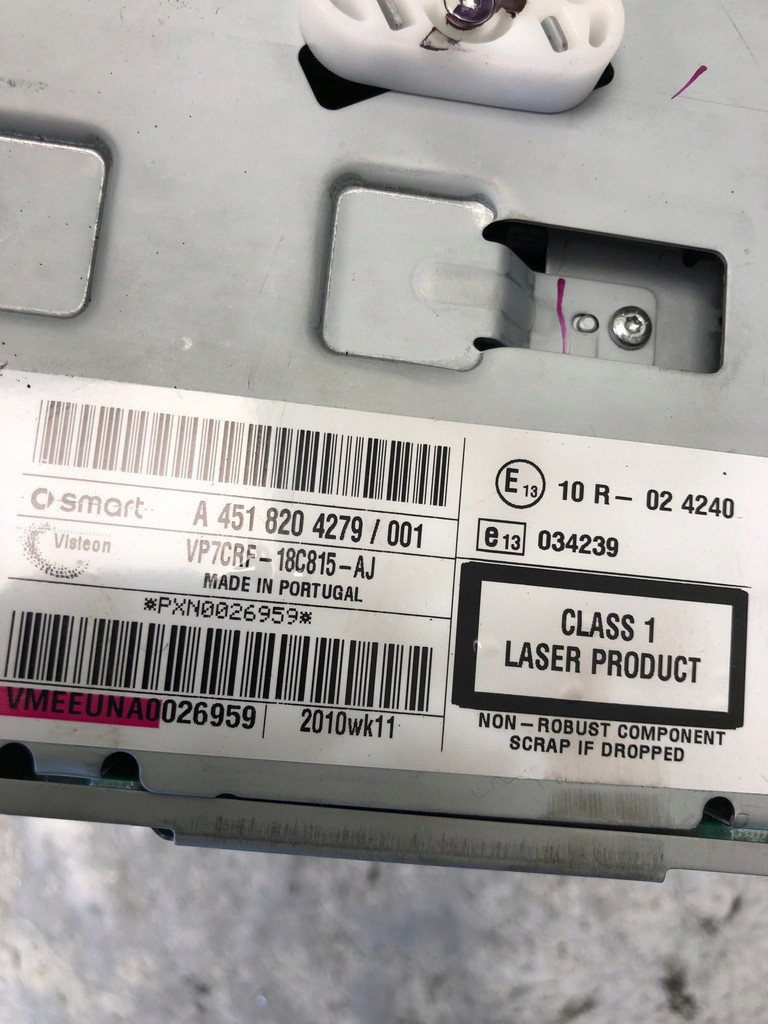 smart A 451 820 4279 / 001
Visteon VP7CRF-18C815-AJ
MADE IN PORTUGAL
*PXN0026959*
VMEEUNA0026959 2010wk11
E13 10 R - 02 4240
e13 034239
CLASS 1
LASER PRODUCT
NON-ROBUST COMPONENT
SCRAP IF DROPPED